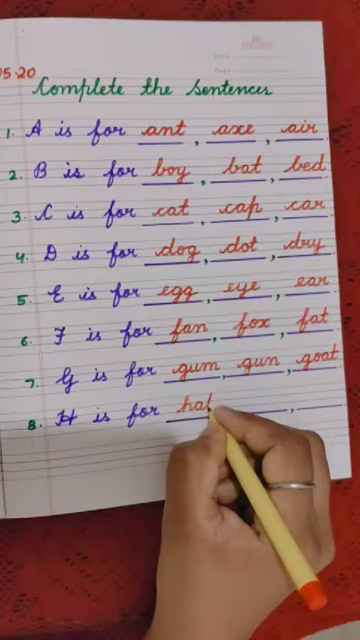 05.20
Complete the sentences
1. A is for ant, axe, air
2. B is for boy, bat, bed
3. C is for cat, cap, car
4. D is for dog, dot, dry
5. E is for egg, eye, ear
6. F is for fan, fox, fat
7. G is for gum, gun, goat
8. H is for hat,